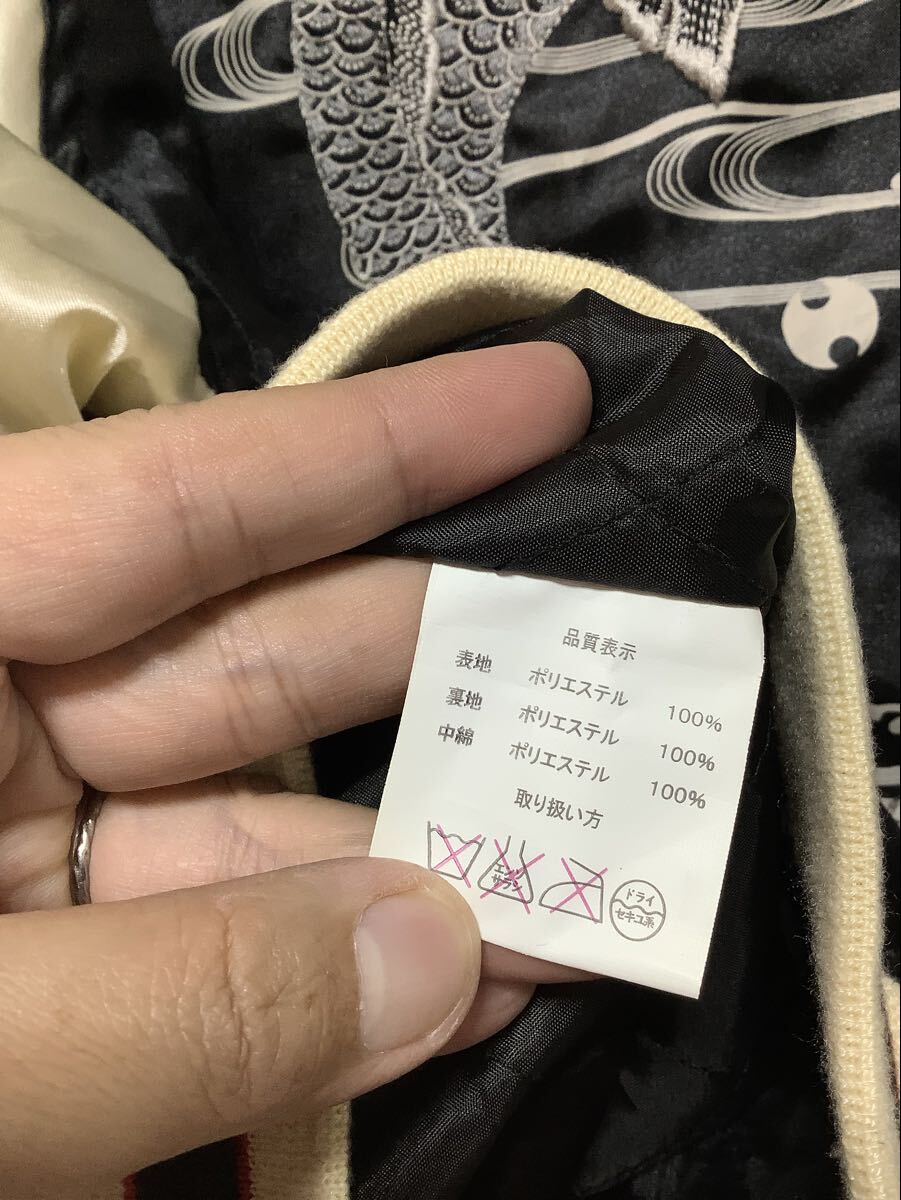 品質表示
表地 ポリエステル 100%
裏地 ポリエステル 100%
中綿 ポリエステル 100%
取り扱い方
エンソ
サラシ
ドライ
セキユ系